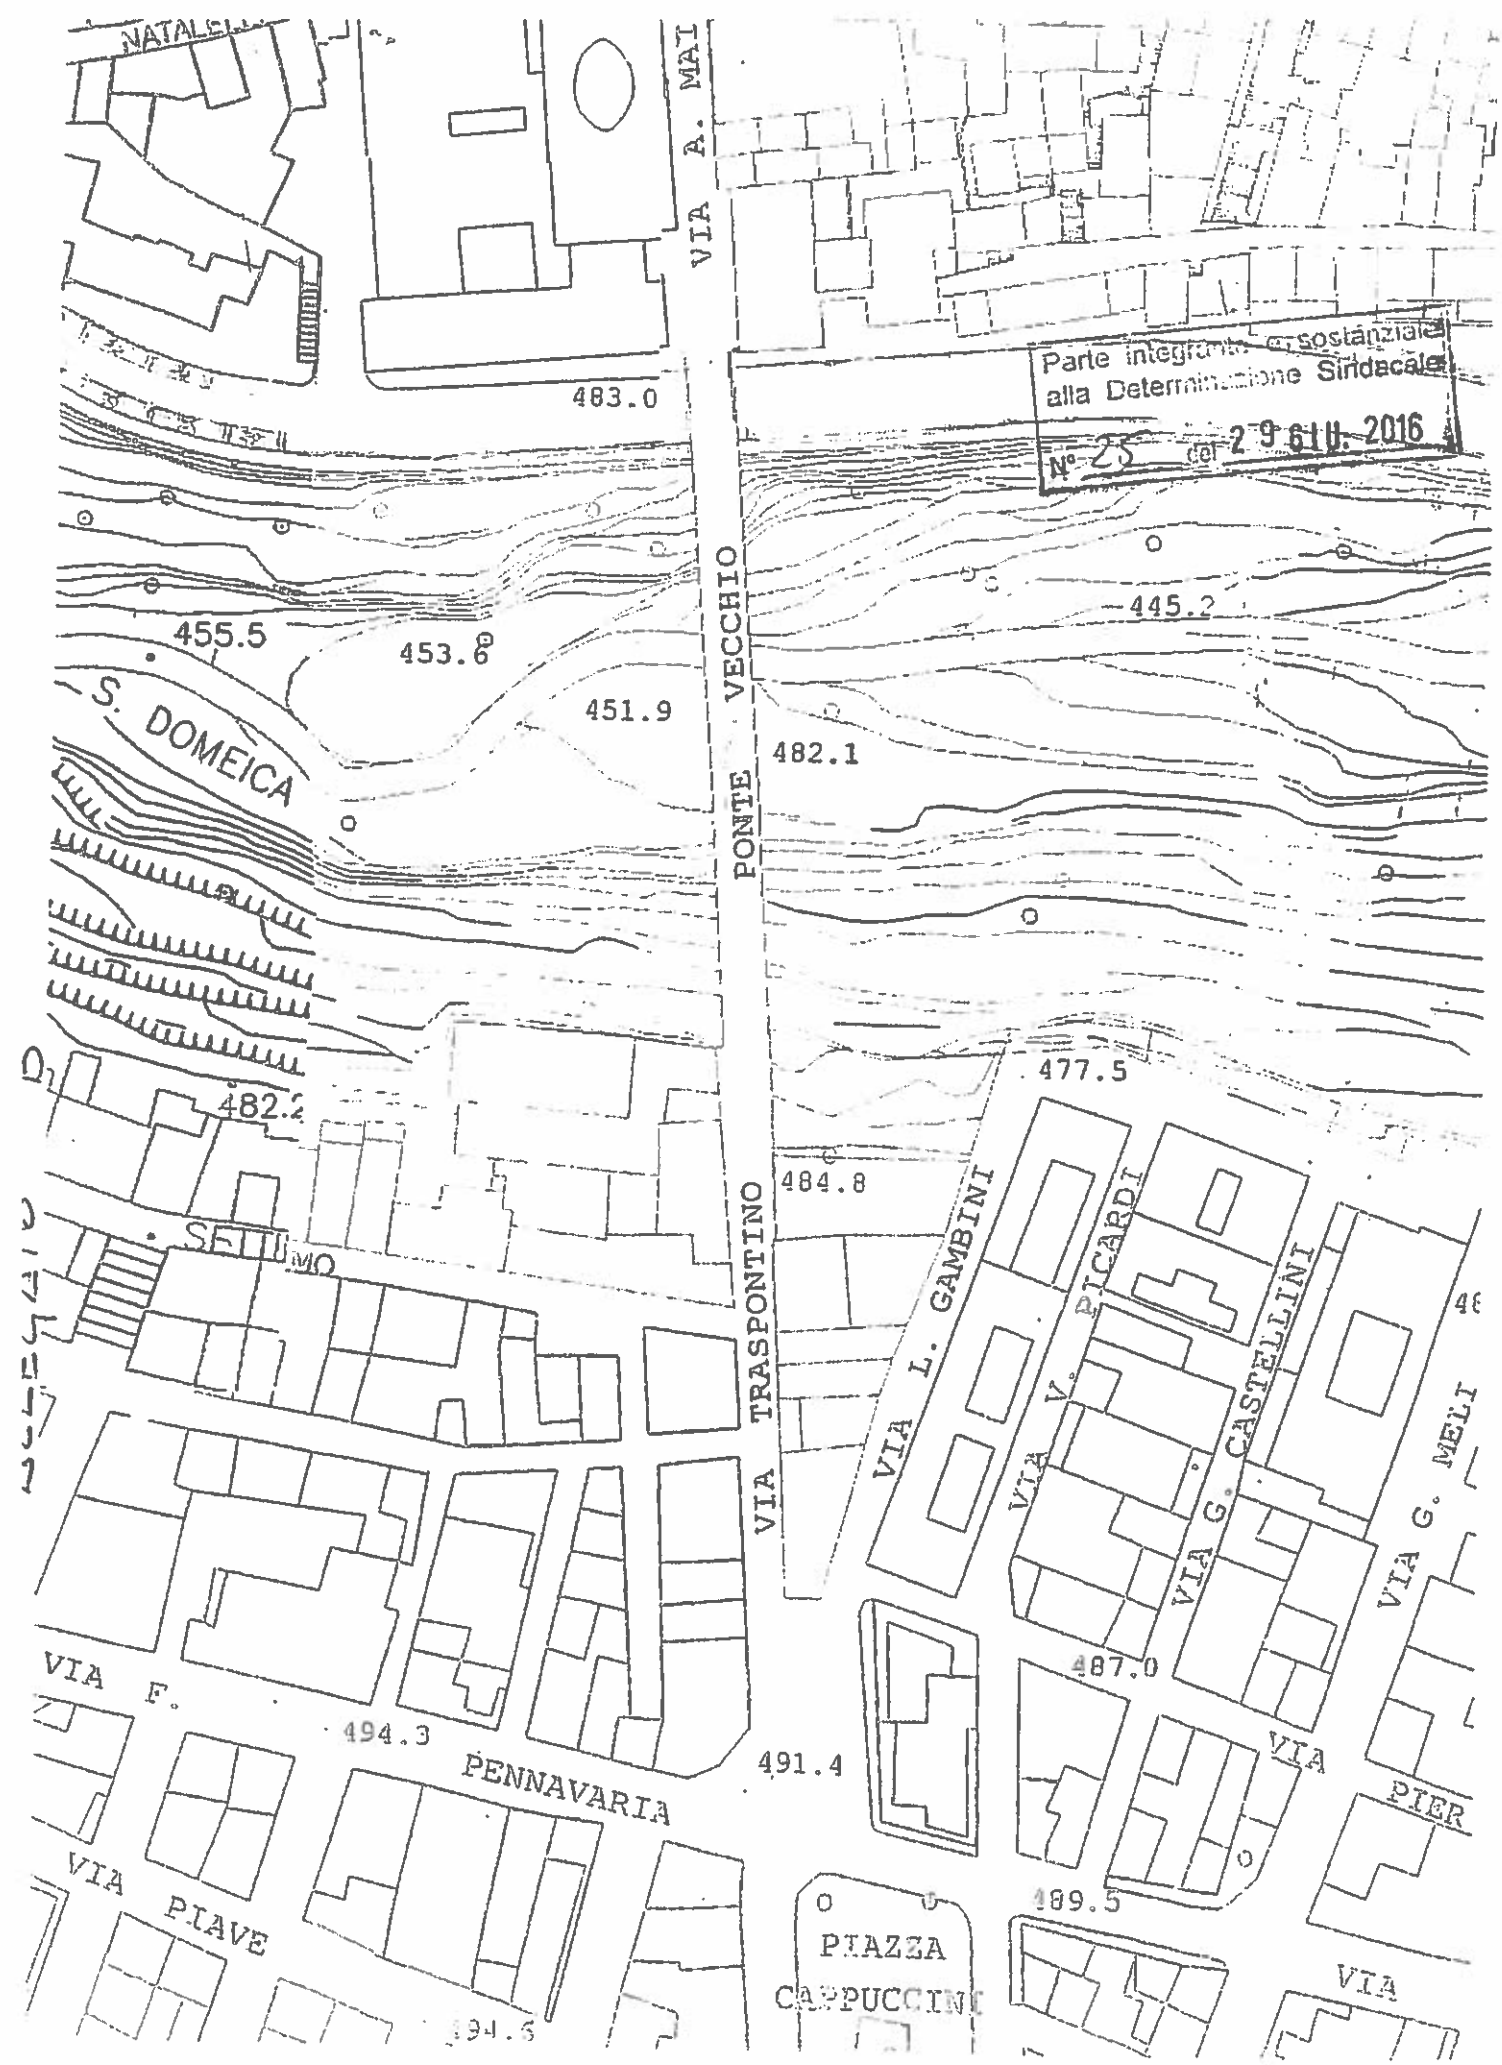 VIA A. MAT
Parte integrante e sostanziale
alla Determinazione Sindacale
N° 25 del 29 GIU. 2016
483.0
455.5
453.6
445.2
451.9
482.1
S. DOMEICA
PONTE VECCHIO
482.2
477.5
484.8
SETTIMO
VIA TRASPONTINO
VIA L. GAMBINI
VIA V. PICARDI
VIA G. CASTELLINI
VIA G. MELI
48
487.0
VIA F. PENNAVARIA
494.3
491.4
VIA PIER
489.5
VIA PIAVE
PIAZZA
CAPPUCCINI
VIA
494.6